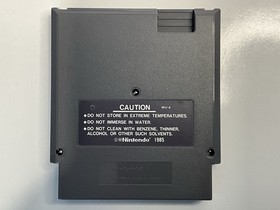 CAUTION
•DO NOT STORE IN EXTREME TEMPERATURES.
•DO NOT IMMERSE IN WATER.
•DO NOT CLEAN WITH BENZENE, THINNER,
ALCOHOL OR OTHER SUCH SOLVENTS.
©Nintendo 1985